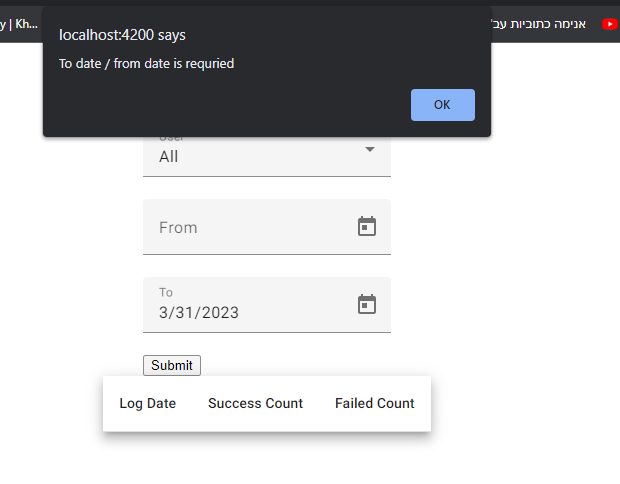 y | Kh...
אנימה כתוביות עב'
localhost:4200 says
To date / from date is requried
OK
User
All
From
To
3/31/2023
Submit
Log Date Success Count Failed Count